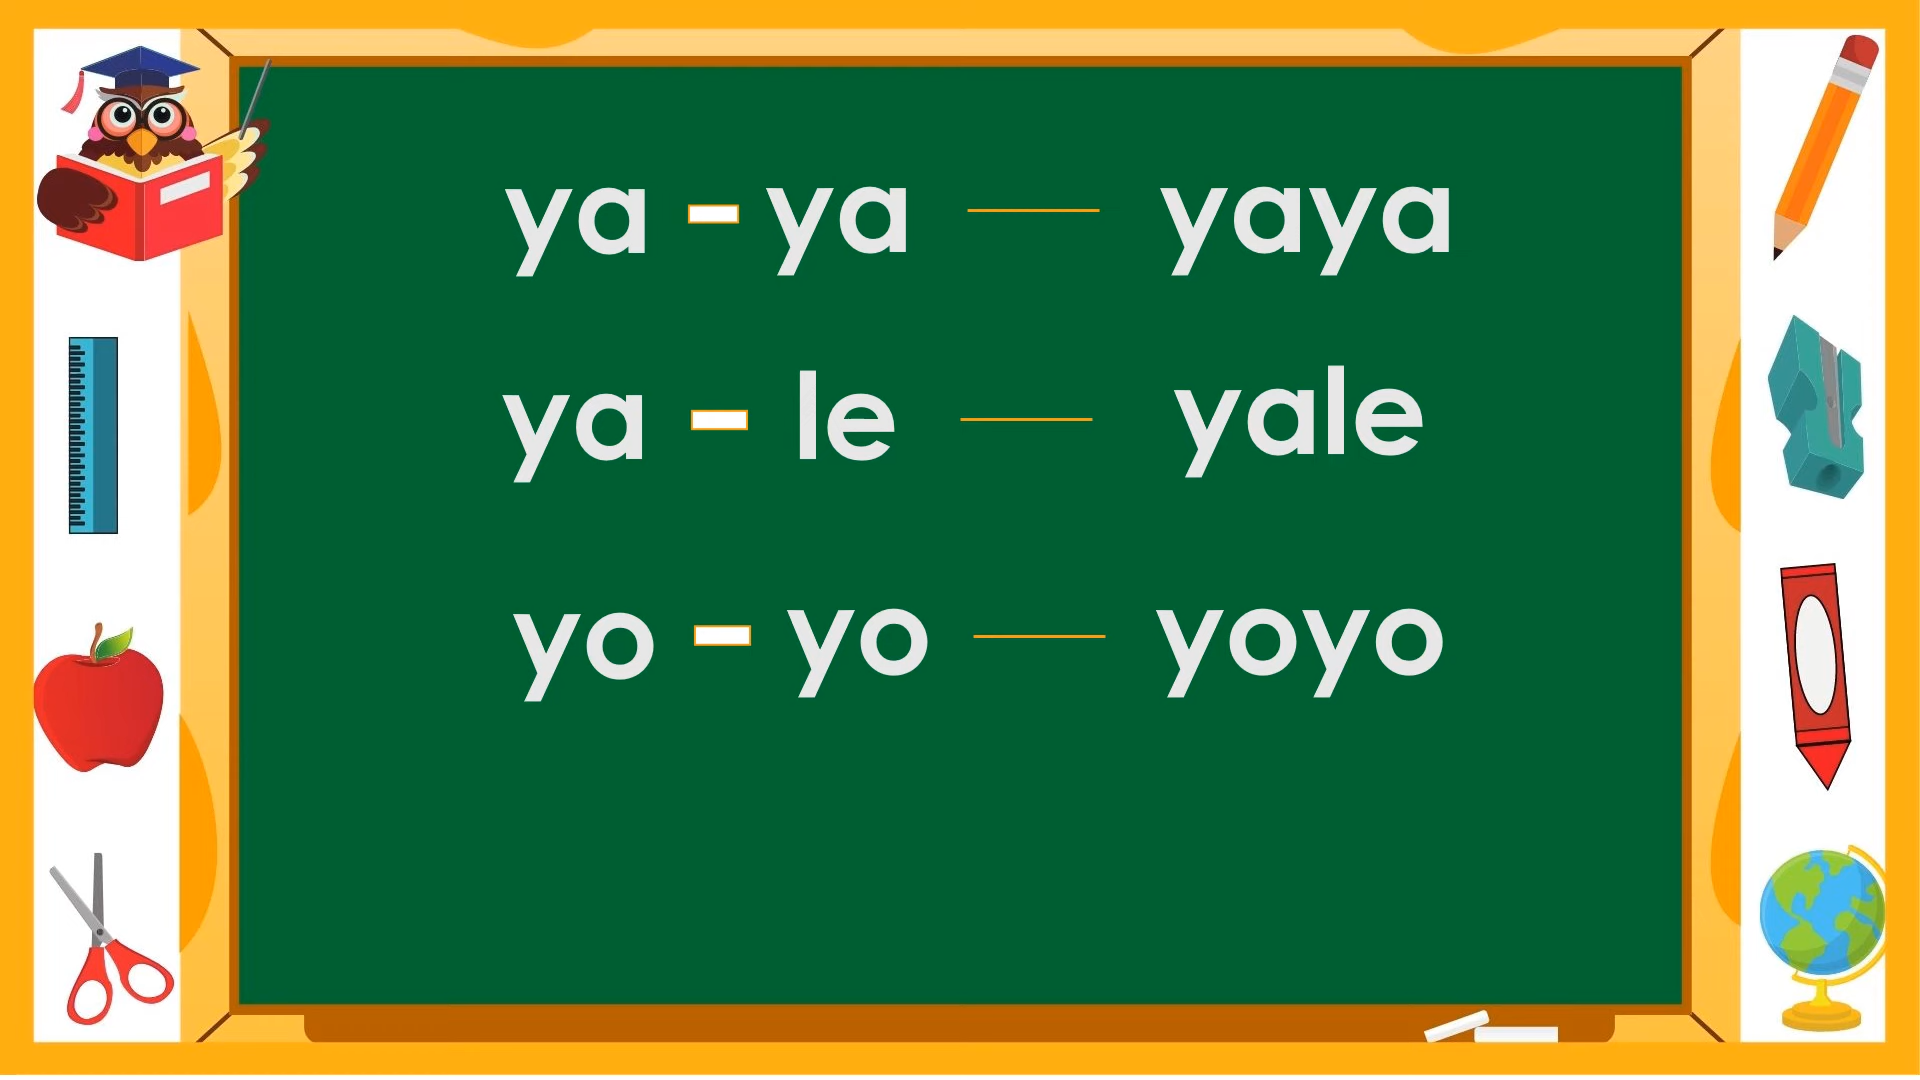 ya - ya — yaya
ya - le — yale
yo - yo — yoyo